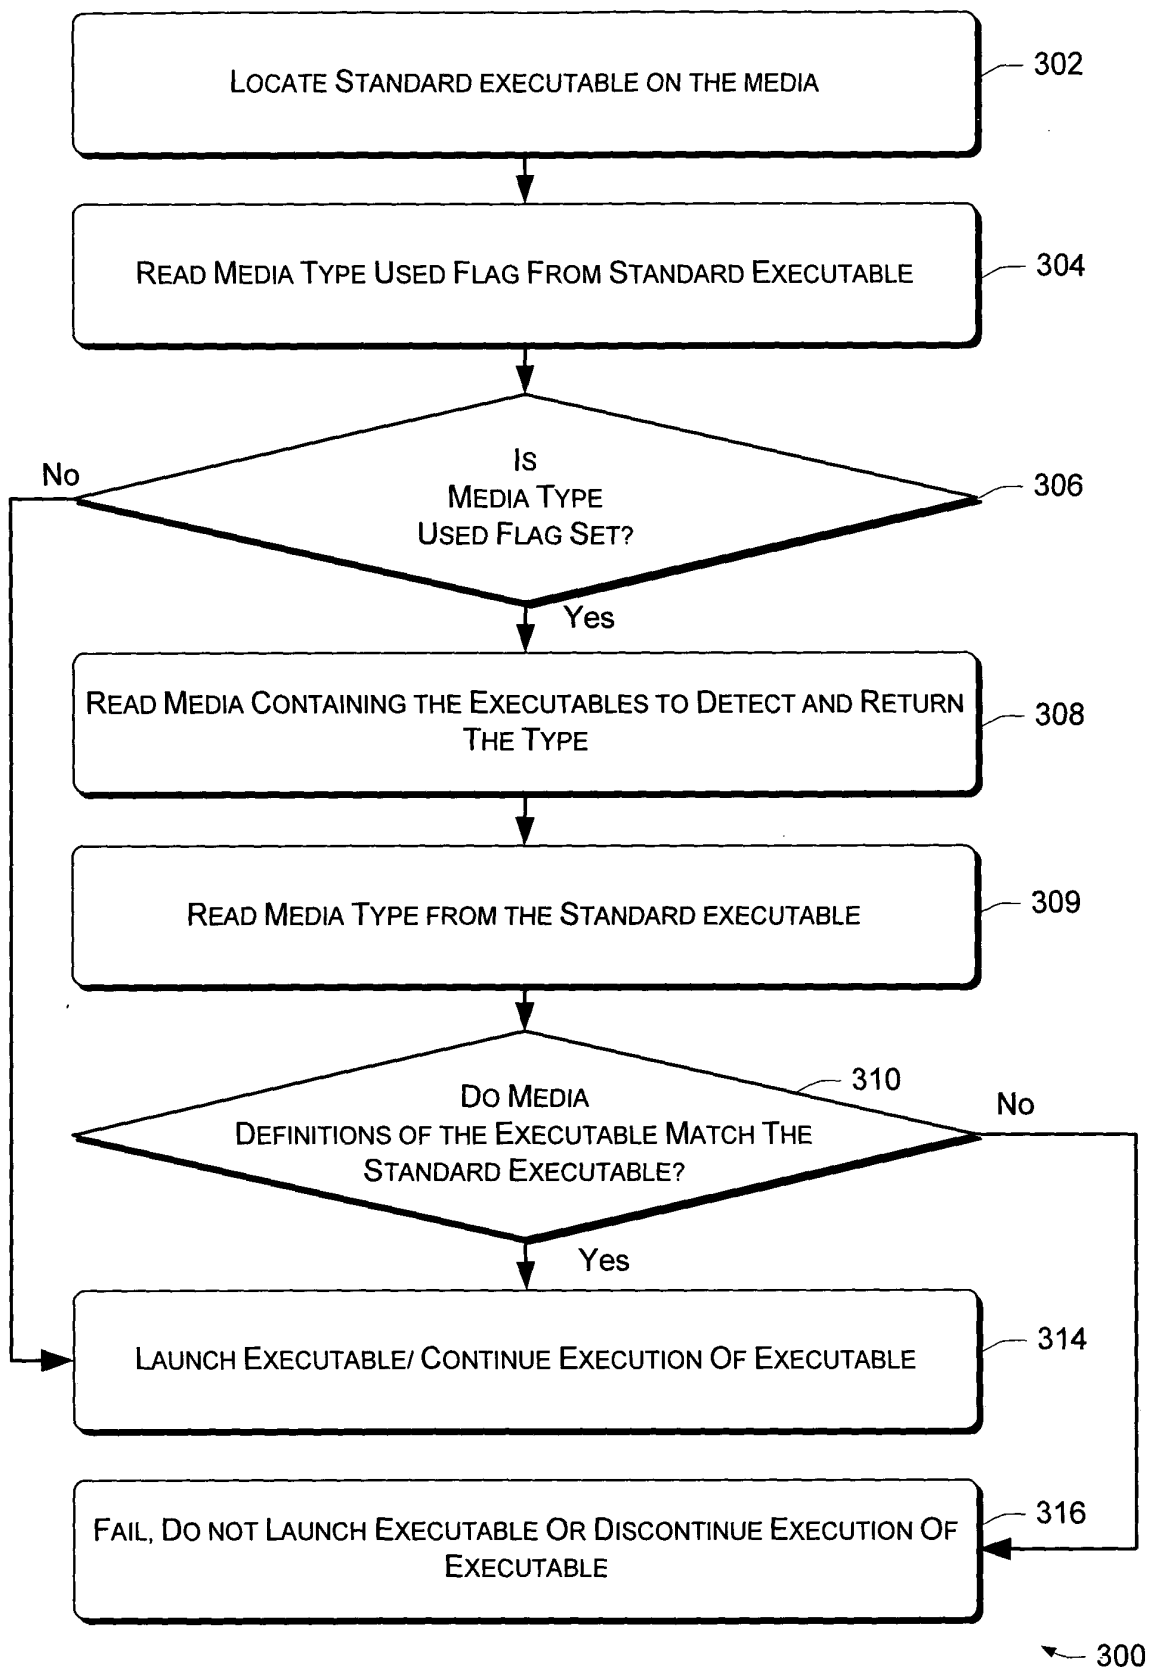 LOCATE STANDARD EXECUTABLE ON THE MEDIA
302
READ MEDIA TYPE USED FLAG FROM STANDARD EXECUTABLE
304
No
IS
MEDIA TYPE
USED FLAG SET?
306
Yes
READ MEDIA CONTAINING THE EXECUTABLES TO DETECT AND RETURN
THE TYPE
308
READ MEDIA TYPE FROM THE STANDARD EXECUTABLE
309
DO MEDIA
DEFINITIONS OF THE EXECUTABLE MATCH THE
STANDARD EXECUTABLE?
310
No
Yes
LAUNCH EXECUTABLE/ CONTINUE EXECUTION OF EXECUTABLE
314
FAIL, DO NOT LAUNCH EXECUTABLE OR DISCONTINUE EXECUTION OF
EXECUTABLE
316
300